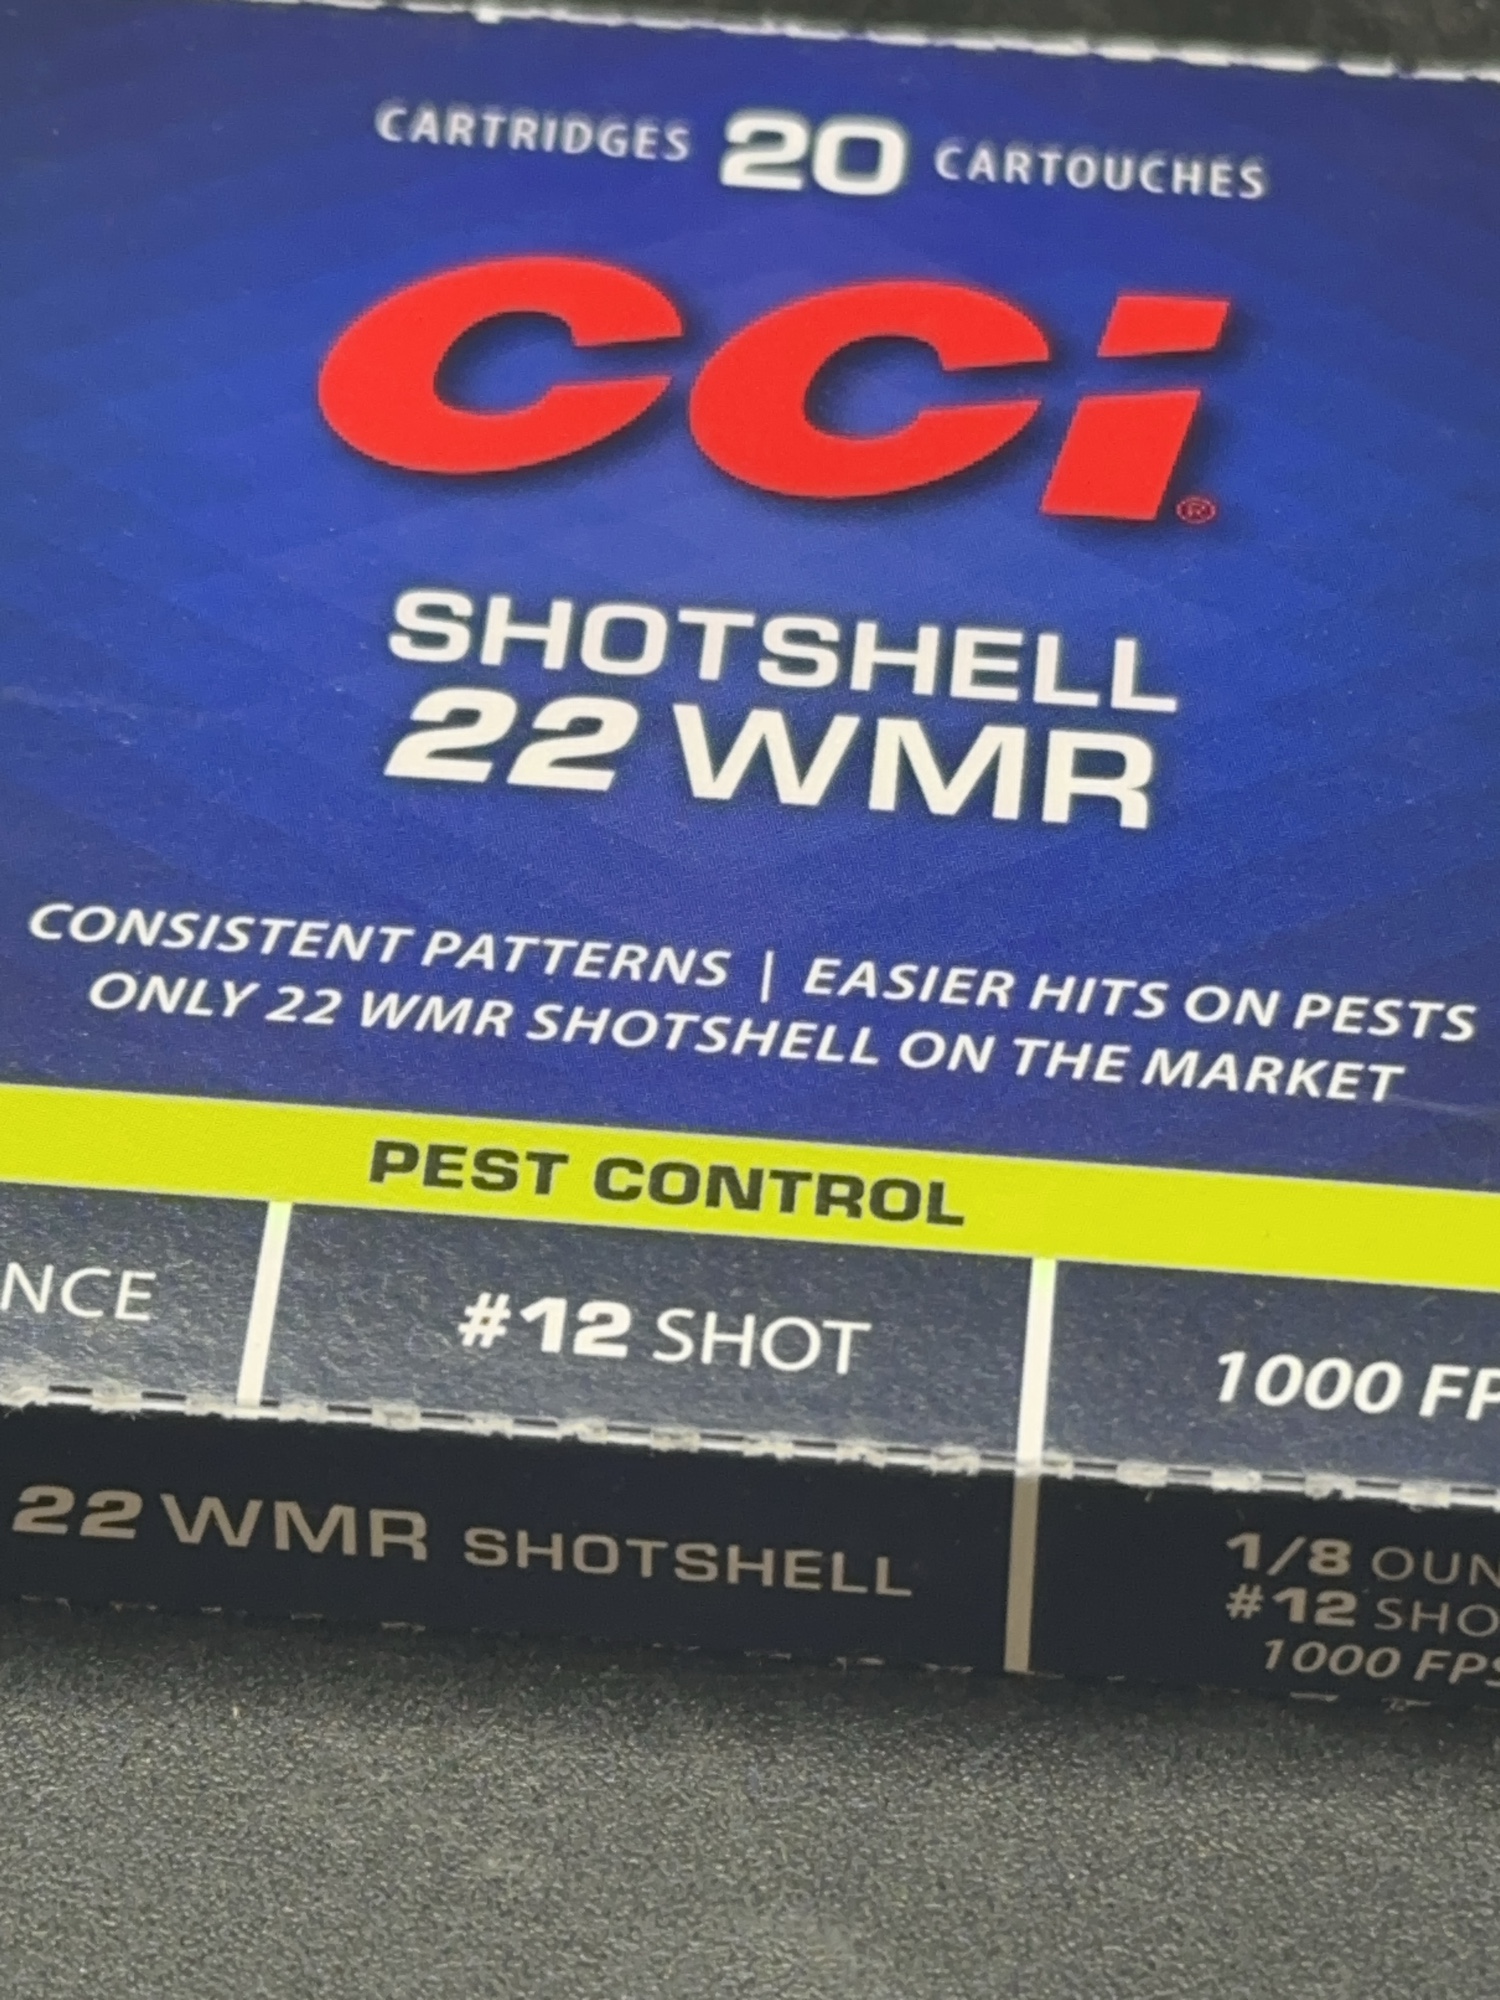 CARTRIDGES 20 CARTOUCHES
CCI®
SHOTSHELL
22 WMR
CONSISTENT PATTERNS | EASIER HITS ON PESTS
ONLY 22 WMR SHOTSHELL ON THE MARKET
PEST CONTROL
NCE #12 SHOT 1000 FP
22 WMR SHOTSHELL
1/8 OUN
#12 SHO
1000 FPS